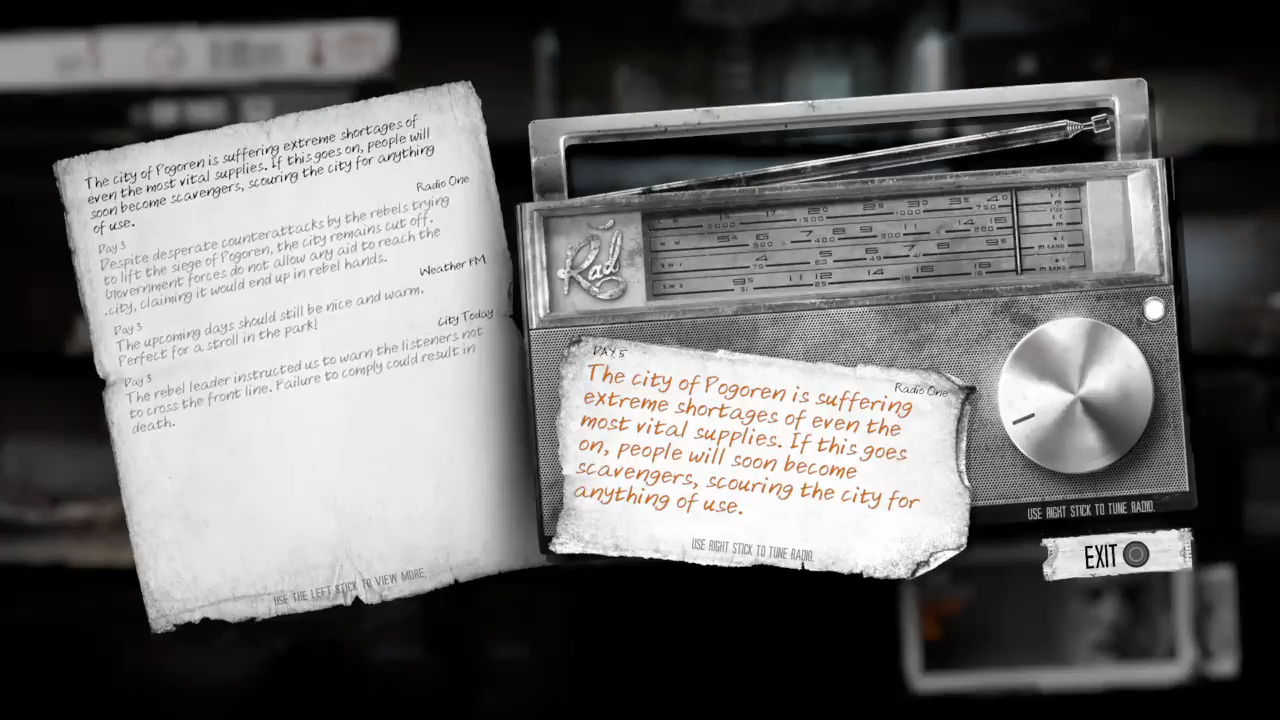 The city of Pogoren is suffering extreme shortages of
even the most vital supplies. If this goes on, people will
soon become scavengers, scouring the city for anything
of use.
Radio One
Day 3
Despite desperate counterattacks by the rebels trying
to lift the siege of Pogoren, the city remains cut off.
Government forces do not allow any aid to reach the
city, claiming it would end up in rebel hands.
Weather FM
Day 3
The upcoming days should still be nice and warm.
Perfect for a stroll in the park!
City Today
Day 3
The rebel leader instructed us to warn the listeners not
to cross the front line. Failure to comply could result in
death.
USE THE LEFT STICK TO VIEW MORE.
Rad
DAY 5
Radio One
The city of Pogoren is suffering
extreme shortages of even the
most vital supplies. If this goes
on, people will soon become
scavengers, scouring the city for
anything of use.
USE RIGHT STICK TO TUNE RADIO.
USE RIGHT STICK TO TUNE RADIO.
EXIT